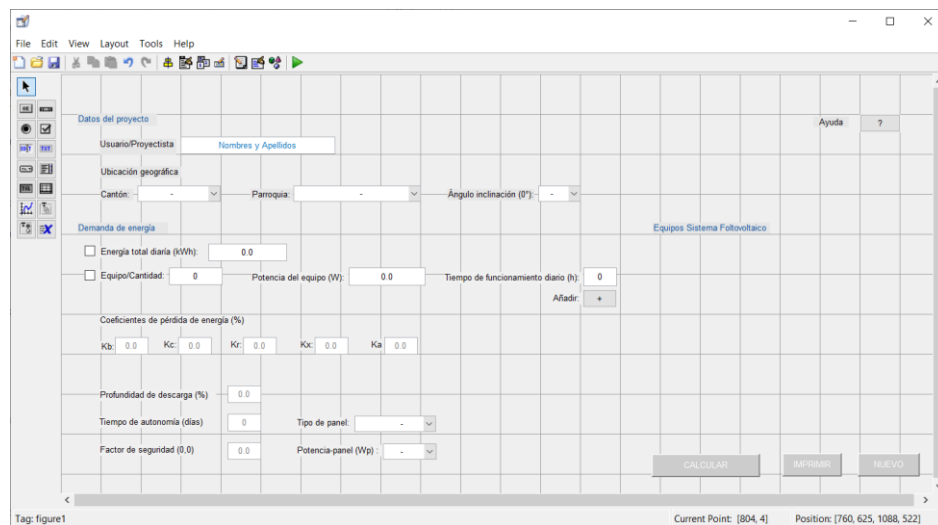 File Edit View Layout Tools Help
Datos del proyecto
Ayuda ?
Usuario/Proyectista Nombres y Apellidos
Ubicación geográfica
Cantón: - Parroquia: - Ángulo inclinación (0°): -
Demanda de energía
Equipos Sistema Fotovoltaico
Energía total diaría (kWh): 0.0
Equipo/Cantidad: 0 Potencia del equipo (W): 0.0 Tiempo de funcionamiento diario (h): 0
Añadir: +
Coeficientes de pérdida de energía (%)
Kb: 0.0 Kc: 0.0 Kr: 0.0 Kx: 0.0 Ka 0.0
Profundidad de descarga (%) 0.0
Tiempo de autonomía (días) 0 Tipo de panel: -
Factor de seguridad (0,0) 0.0 Potencia-panel (Wp) : -
CALCULAR IMPRIMIR NUEVO
Tag: figure1 Current Point: [804, 4] Position: [760, 625, 1088, 522]